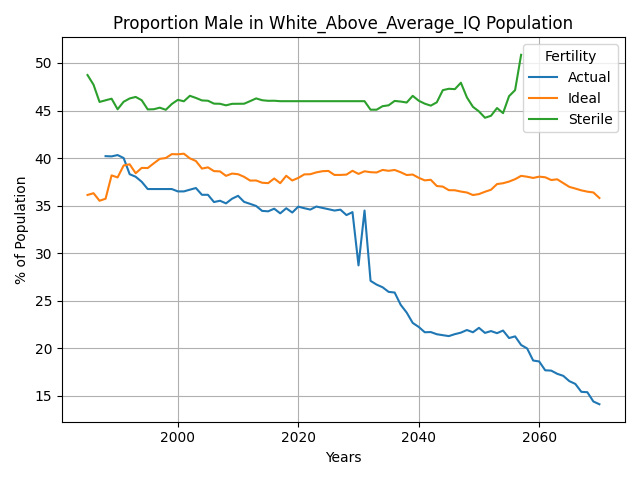 Proportion Male in White_Above_Average_IQ Population
% of Population
50
45
40
35
30
25
20
15
Fertility
Actual
Ideal
Sterile
2000
2020
2040
2060
Years